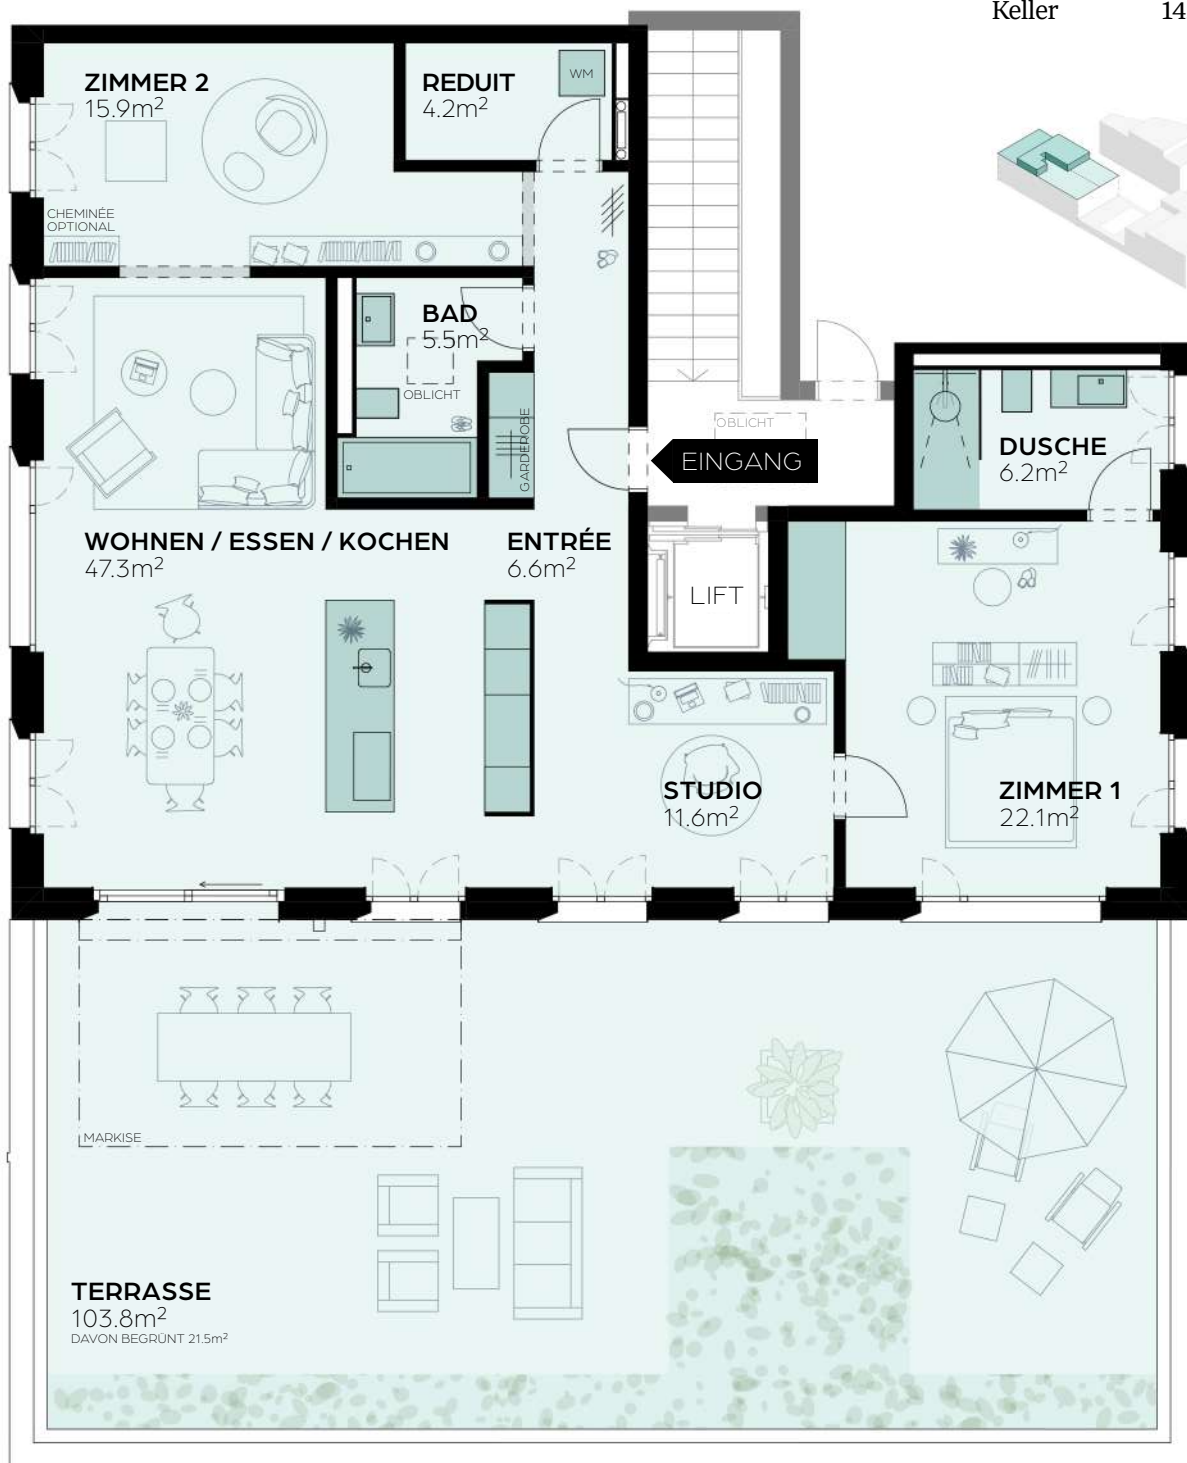 Keller 14
ZIMMER 2
15.9m²
REDUIT
4.2m²
WM
CHEMINÉE
OPTIONAL
BAD
5.5m²
OBLICHT
GARDEROBE
OBLICHT
EINGANG
DUSCHE
6.2m²
WOHNEN / ESSEN / KOCHEN
47.3m²
ENTRÉE
6.6m²
LIFT
STUDIO
11.6m²
ZIMMER 1
22.1m²
MARKISE
TERRASSE
103.8m²
DAVON BEGRÜNT 21.5m²